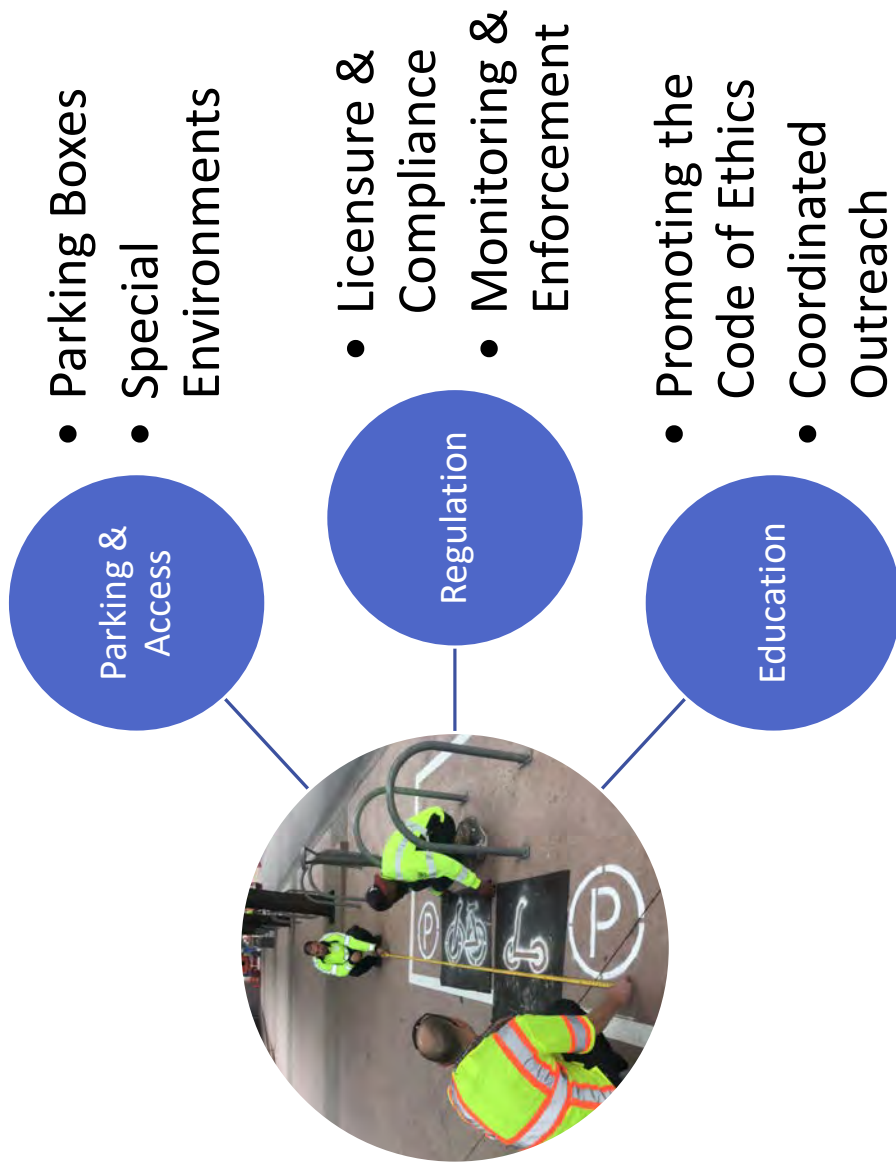 Parking &
Access
• Parking Boxes
• Special
Environments
Regulation
• Licensure &
Compliance
• Monitoring &
Enforcement
Education
• Promoting the
Code of Ethics
• Coordinated
Outreach
P
P